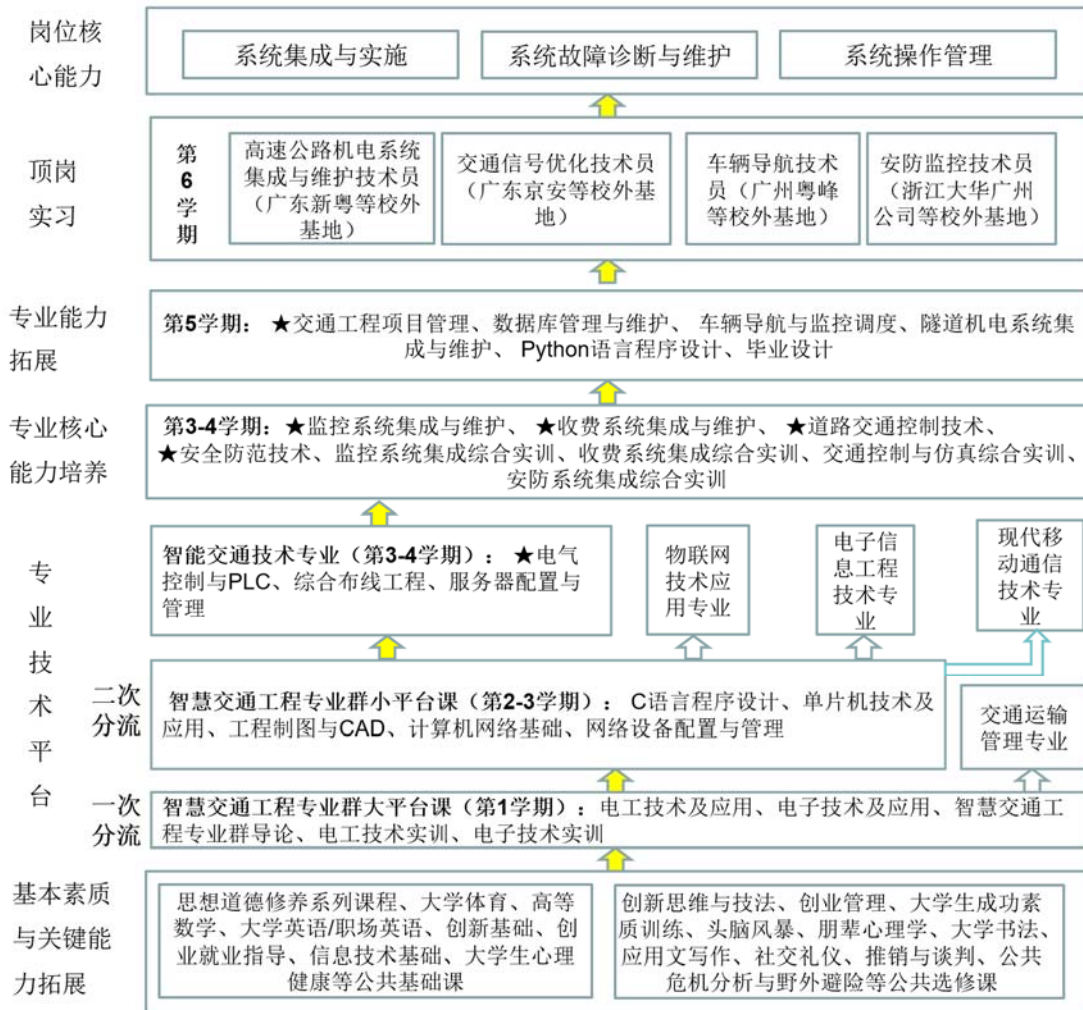 岗位核
心能力
系统集成与实施
系统故障诊断与维护
系统操作管理
顶岗
实习
第
6
学
期
高速公路机电系统
集成与维护技术员
（广东新粤等校外
基地）
交通信号优化技术员
（广东京安等校外基
地）
车辆导航技术
员（广州粤峰
等校外基地）
安防监控技术员
（浙江大华广州
公司等校外基地）
专业能力
拓展
第5学期： ★交通工程项目管理、数据库管理与维护、 车辆导航与监控调度、隧道机电系统集
成与维护、 Python语言程序设计、毕业设计
专业核心
能力培养
第3-4学期：★监控系统集成与维护、 ★收费系统集成与维护、 ★道路交通控制技术、
★安全防范技术、监控系统集成综合实训、收费系统集成综合实训、交通控制与仿真综合实训、
安防系统集成综合实训
专
业
技
术
平
台
智能交通技术专业（第3-4学期）： ★电气
控制与PLC、综合布线工程、服务器配置与
管理
物联网
技术应
用专业
电子信
息工程
技术专
业
现代移
动通信
技术专
业
二次
分流
智慧交通工程专业群小平台课（第2-3学期）： C语言程序设计、单片机技术及
应用、工程制图与CAD、计算机网络基础、网络设备配置与管理
交通运输
管理专业
一次
分流
智慧交通工程专业群大平台课（第1学期）：电工技术及应用、电子技术及应用、智慧交通工
程专业群导论、电工技术实训、电子技术实训
基本素质
与关键能
力拓展
思想道德修养系列课程、大学体育、高等
数学、大学英语/职场英语、创新基础、创
业就业指导、信息技术基础、大学生心理
健康等公共基础课
创新思维与技法、创业管理、大学生成功素
质训练、头脑风暴、朋辈心理学、大学书法、
应用文写作、社交礼仪、推销与谈判、公共
危机分析与野外避险等公共选修课